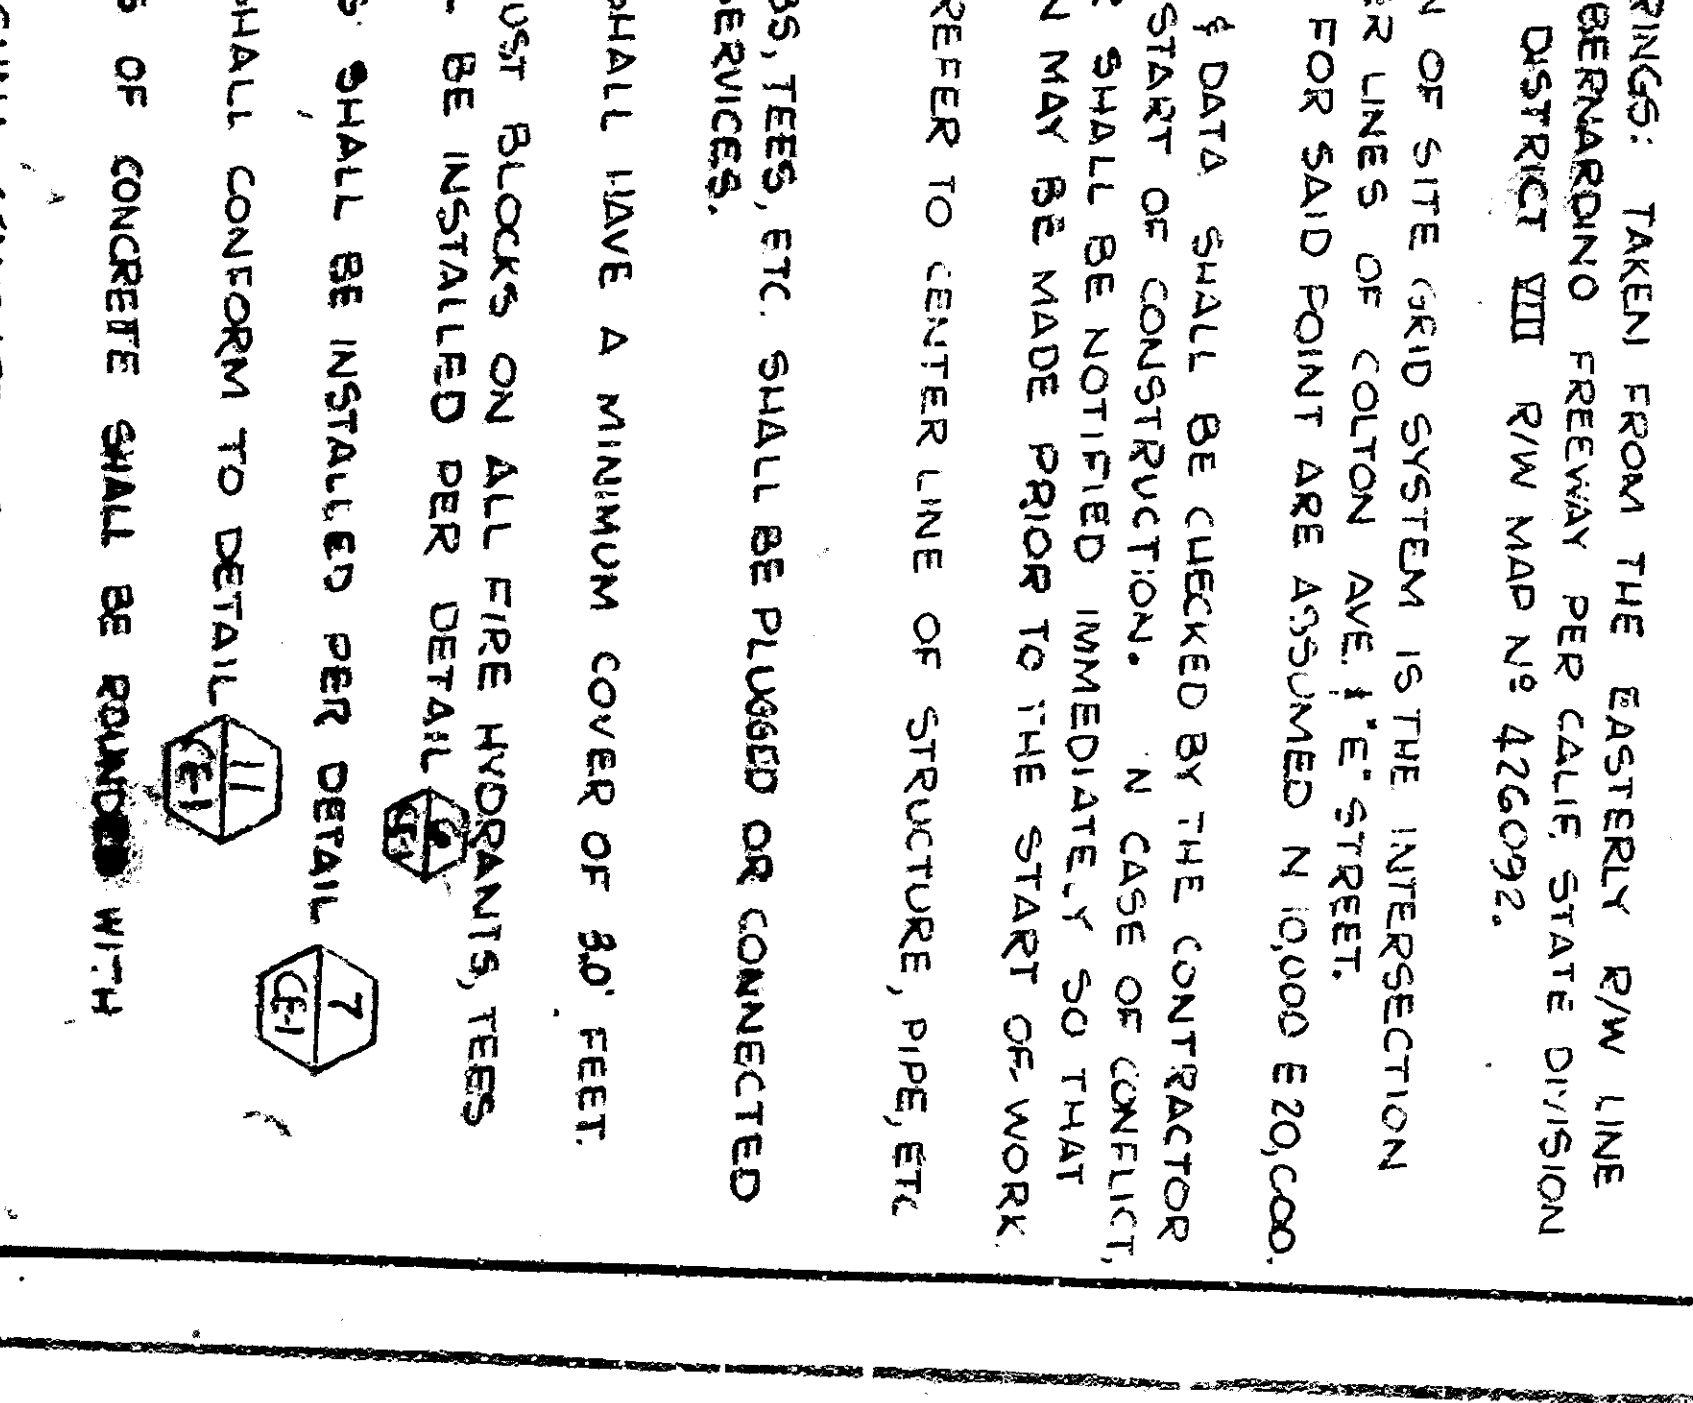 RINGS: TAKEN FROM THE EASTERLY R/W LINE
BERNARDINO FREEWAY PER CALIF. STATE DIVISION
DISTRICT VIII R/W MAP Nº 426092.
N OF SITE GRID SYSTEM IS THE INTERSECTION
ER LINES OF COLTON AVE. & "E" STREET.
FOR SAID POINT ARE ASSUMED N 10,000 E 20,000.
& DATA SHALL BE CHECKED BY THE CONTRACTOR
START OF CONSTRUCTION. IN CASE OF CONFLICT,
R SHALL BE NOTIFIED IMMEDIATELY SO THAT
N MAY BE MADE PRIOR TO THE START OF WORK
REFER TO CENTER LINE OF STRUCTURE, PIPE, ETC
BS, TEES, ETC. SHALL BE PLUGGED OR CONNECTED
SERVICES.
SHALL HAVE A MINIMUM COVER OF 3.0' FEET.
UST BLOCKS ON ALL FIRE HYDRANTS, TEES
BE INSTALLED PER DETAIL 6 CE-1
S SHALL BE INSTALLED PER DETAIL 7 CE-1
SHALL CONFORM TO DETAIL 11 CE-1
S OF CONCRETE SHALL BE ROUNDED WITH